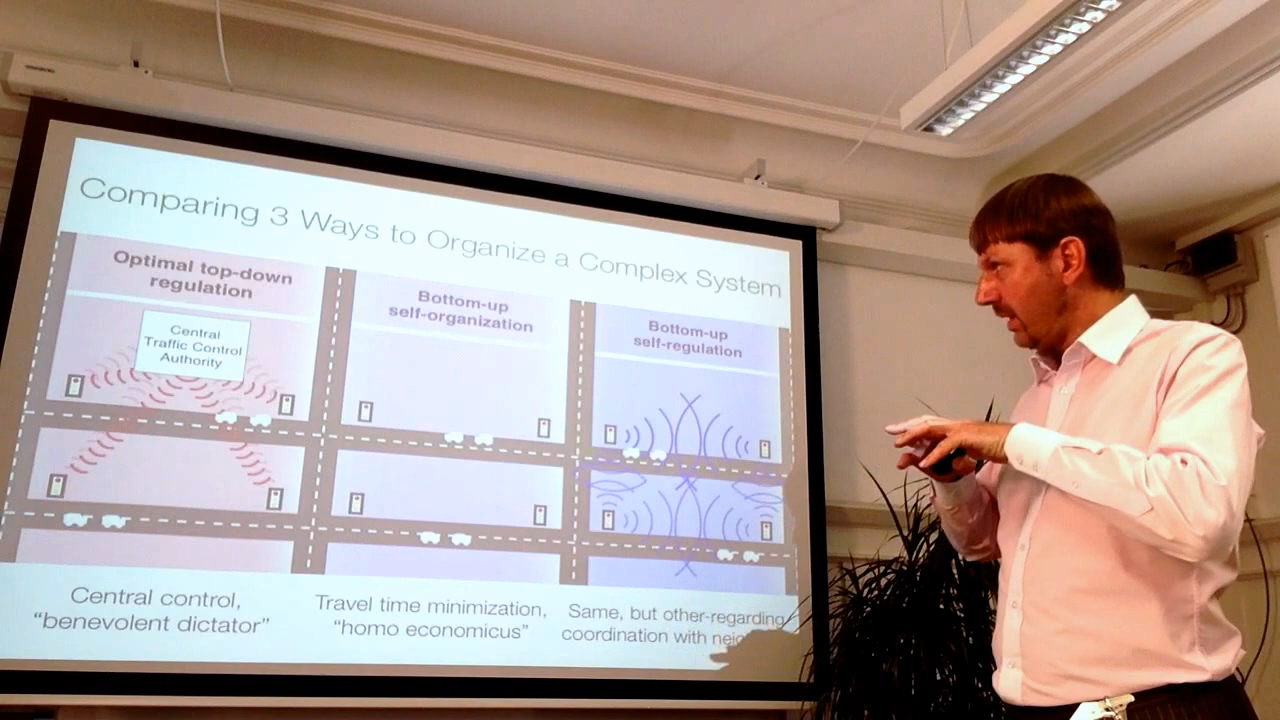 Comparing 3 Ways to Organize a Complex System
Optimal top-down
regulation
Central
Traffic Control
Authority
Bottom-up
self-organization
Bottom-up
self-regulation
Central control,
“benevolent dictator”
Travel time minimization,
“homo economicus”
Same, but other-regarding
coordination with